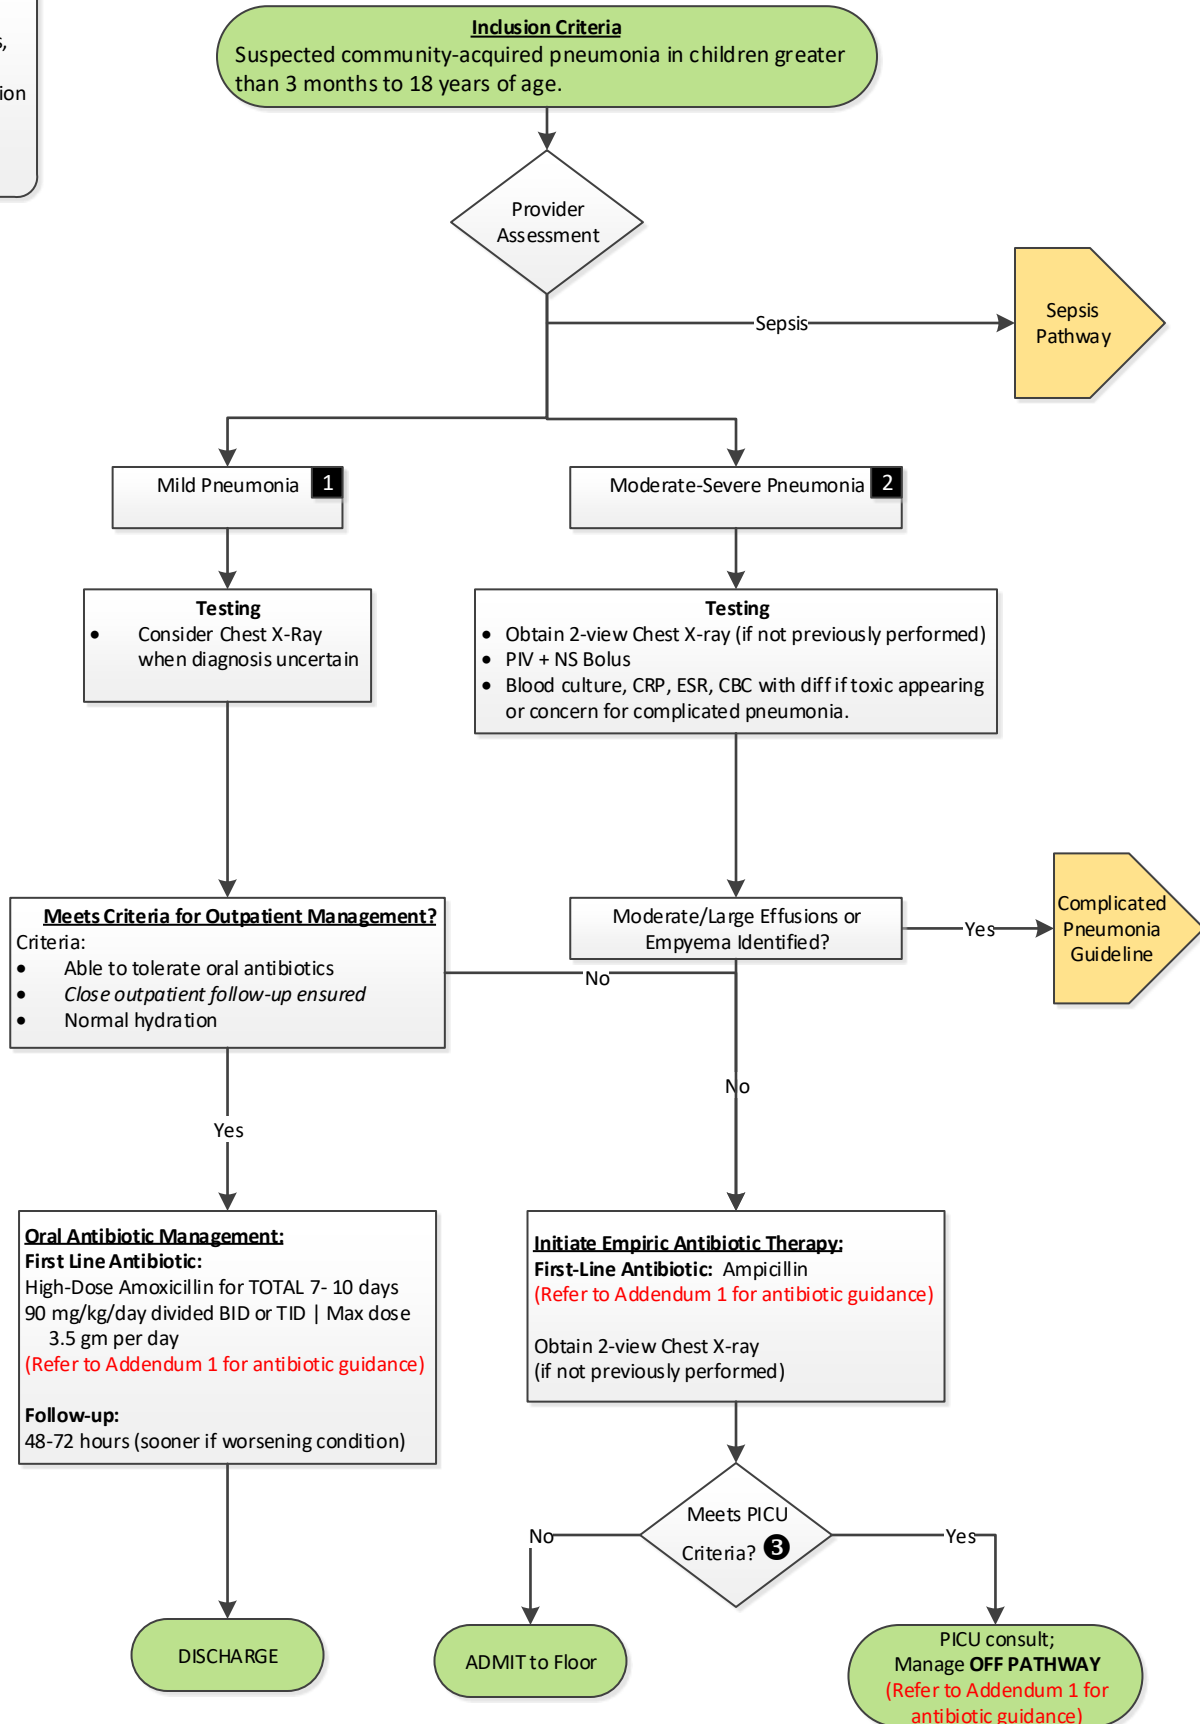 s,
ion
Inclusion Criteria
Suspected community-acquired pneumonia in children greater
than 3 months to 18 years of age.
Provider
Assessment
Sepsis
Sepsis
Pathway
Mild Pneumonia 1
Moderate-Severe Pneumonia 2
Testing
• Consider Chest X-Ray
when diagnosis uncertain
Testing
• Obtain 2-view Chest X-ray (if not previously performed)
• PIV + NS Bolus
• Blood culture, CRP, ESR, CBC with diff if toxic appearing
or concern for complicated pneumonia.
Meets Criteria for Outpatient Management?
Criteria:
• Able to tolerate oral antibiotics
• Close outpatient follow-up ensured
• Normal hydration
No
Moderate/Large Effusions or
Empyema Identified?
Yes
Complicated
Pneumonia
Guideline
No
Yes
Oral Antibiotic Management:
First Line Antibiotic:
High-Dose Amoxicillin for TOTAL 7- 10 days
90 mg/kg/day divided BID or TID | Max dose
3.5 gm per day
(Refer to Addendum 1 for antibiotic guidance)
Follow-up:
48-72 hours (sooner if worsening condition)
Initiate Empiric Antibiotic Therapy:
First-Line Antibiotic: Ampicillin
(Refer to Addendum 1 for antibiotic guidance)
Obtain 2-view Chest X-ray
(if not previously performed)
Meets PICU
Criteria? 3
No
Yes
DISCHARGE
ADMIT to Floor
PICU consult;
Manage OFF PATHWAY
(Refer to Addendum 1 for
antibiotic guidance)